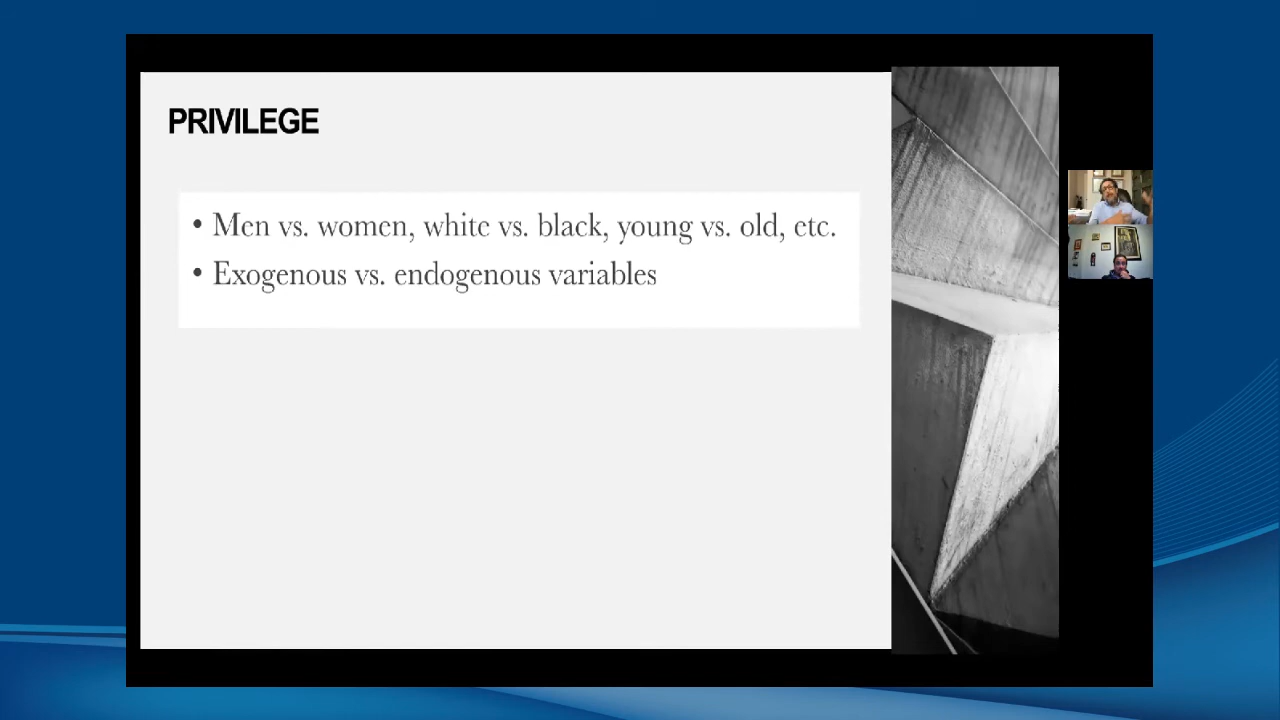 PRIVILEGE
• Men vs. women, white vs. black, young vs. old, etc.
• Exogenous vs. endogenous variables